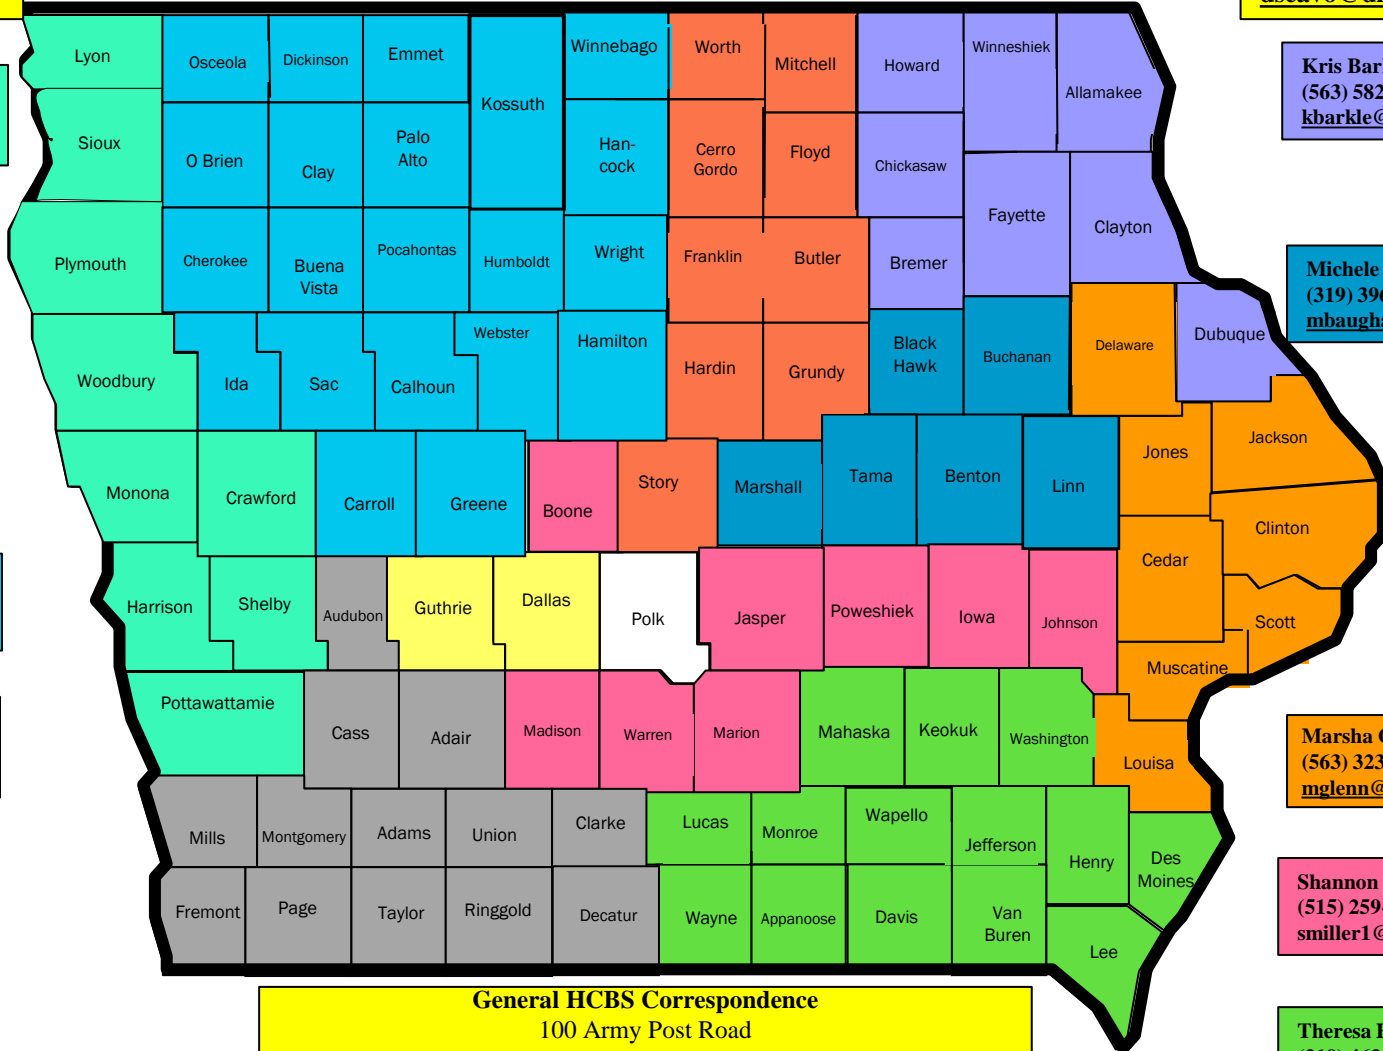 Lyon
Osceola
Dickinson
Emmet
Kossuth
Winnebago
Worth
Mitchell
Howard
Winneshiek
Allamakee
Kris
(563) 582
kbarkle@
Sioux
O Brien
Clay
Palo
Alto
Han-
cock
Cerro
Gordo
Floyd
Chickasaw
Fayette
Clayton
Plymouth
Cherokee
Buena
Vista
Pocahontas
Humboldt
Wright
Franklin
Butler
Bremer
Michele
(319) 396
mbaugh
Woodbury
Ida
Sac
Calhoun
Webster
Hamilton
Hardin
Grundy
Black
Hawk
Buchanan
Delaware
Dubuque
Monona
Crawford
Carroll
Greene
Boone
Story
Marshall
Tama
Benton
Linn
Jones
Jackson
Clinton
Harrison
Shelby
Audubon
Guthrie
Dallas
Polk
Jasper
Poweshiek
Iowa
Johnson
Cedar
Scott
Muscatine
Pottawattamie
Cass
Adair
Madison
Warren
Marion
Mahaska
Keokuk
Washington
Louisa
Marsha
(563) 323
mglenn@
Mills
Montgomery
Adams
Union
Clarke
Lucas
Monroe
Wapello
Jefferson
Henry
Des
Moines
Shannon
(515) 259
smiller1@
Fremont
Page
Taylor
Ringgold
Decatur
Wayne
Appanoose
Davis
Van
Buren
Lee
General HCBS Correspondence
100 Army Post Road
Theresa